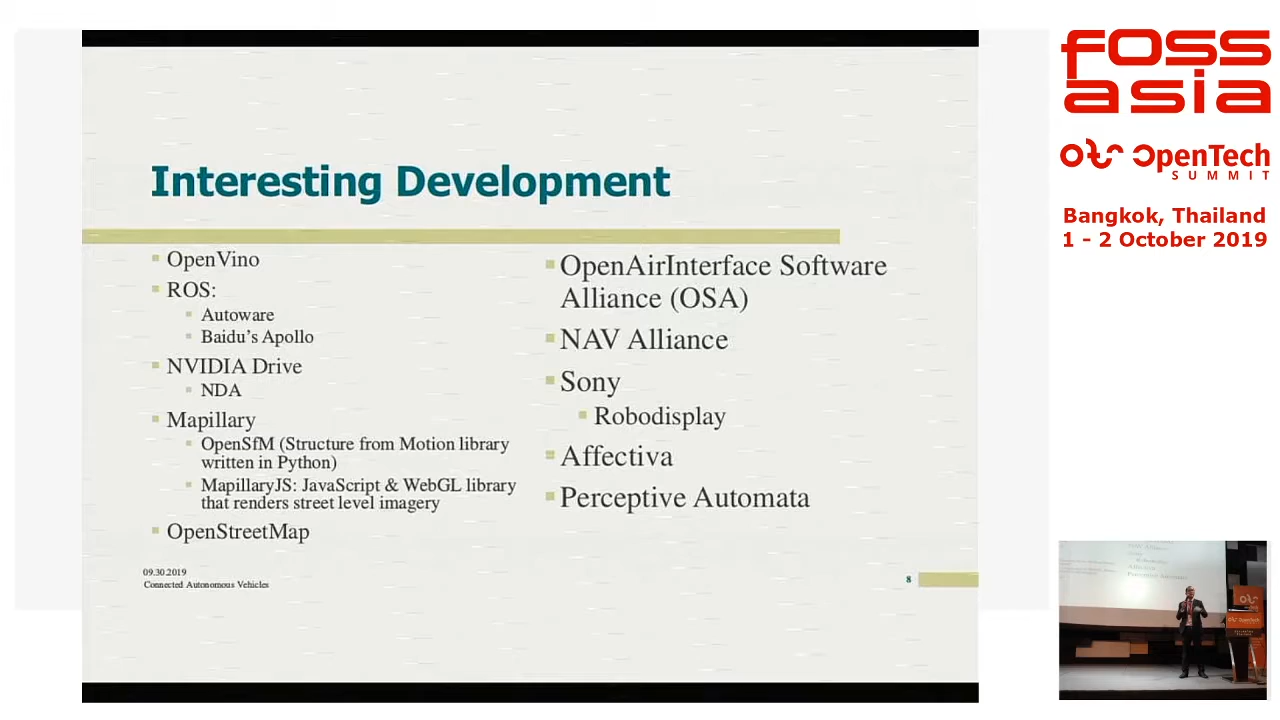 Interesting Development
OpenVino
ROS:
Autoware
Baidu's Apollo
NVIDIA Drive
NDA
Mapillary
OpenSfM (Structure from Motion library
written in Python)
MapillaryJS: JavaScript & WebGL library
that renders street level imagery
OpenStreetMap
OpenAirInterface Software
Alliance (OSA)
NAV Alliance
Sony
Robodisplay
Affectiva
Perceptive Automata
09.30.2019
Connected Autonomous Vehicles
8
foss
asia
OpenTech
SUMMIT
Bangkok, Thailand
1 - 2 October 2019